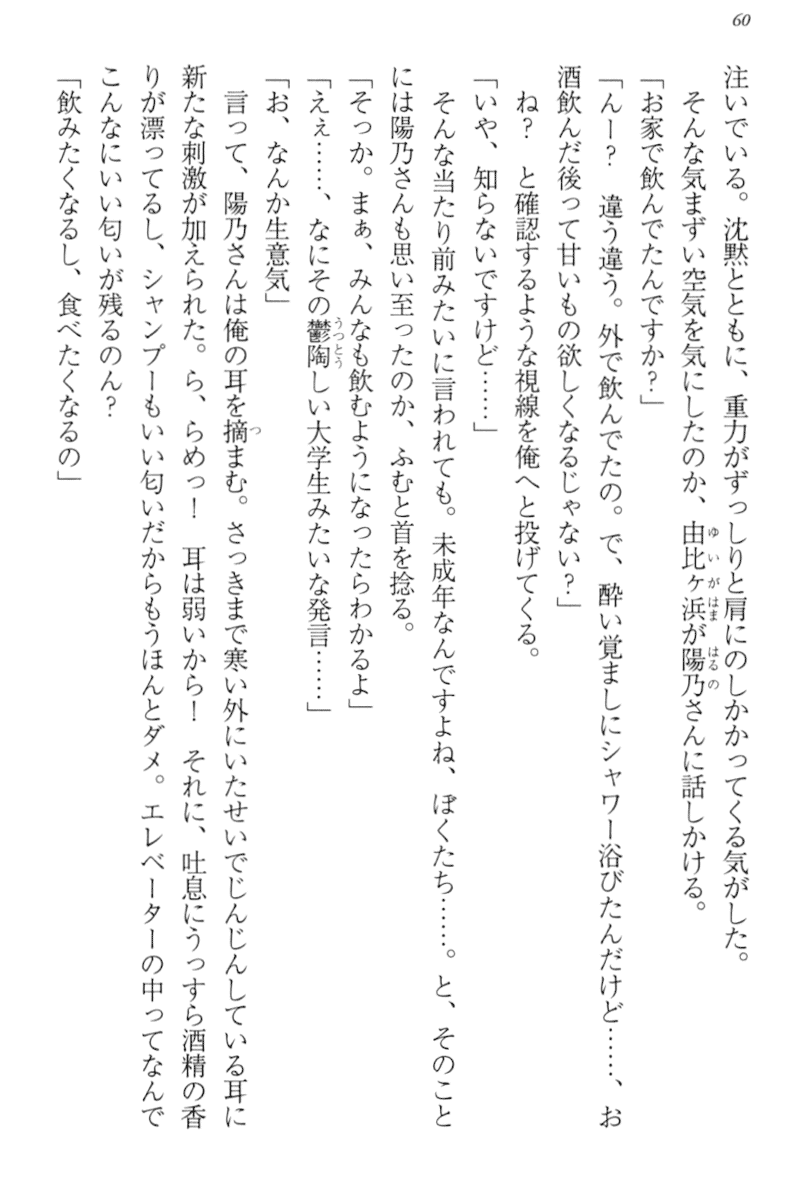 60
注いでいる。沈黙とともに、重力がずっしりと肩にのしかかってくる気がした。
そんな気まずい空気を気にしたのか、由比ヶ浜が陽乃さんに話しかける。
「お家で飲んでたんですか?」
「んー? 違う違う。外で飲んでたの。で、酔い覚ましにシャワー浴びたんだけど……、お
酒飲んだ後って甘いもの欲しくなるじゃない?」
ね? と確認するような視線を俺へと投げてくる。
「いや、知らないですけど……」
そんな当たり前みたいに言われても。未成年なんですよね、ぼくたち……。と、そのこと
には陽乃さんも思い至ったのか、ふむと首を捻る。
「そっか。まぁ、みんなも飲むようになったらわかるよ」
「えぇ……、なにその鬱陶しい大学生みたいな発言……」
「お、なんか生意気」
言って、陽乃さんは俺の耳を摘まむ。さっきまで寒い外にいたせいでじんじんしている耳に
新たな刺激が加えられた。ら、らめっ! 耳は弱いから! それに、吐息にうっすら酒精の香
りが漂ってるし、シャンプーもいい匂いだからもうほんとダメ。エレベーターの中ってなんで
こんなにいい匂いが残るのん?
「飲みたくなるし、食べたくなるの」